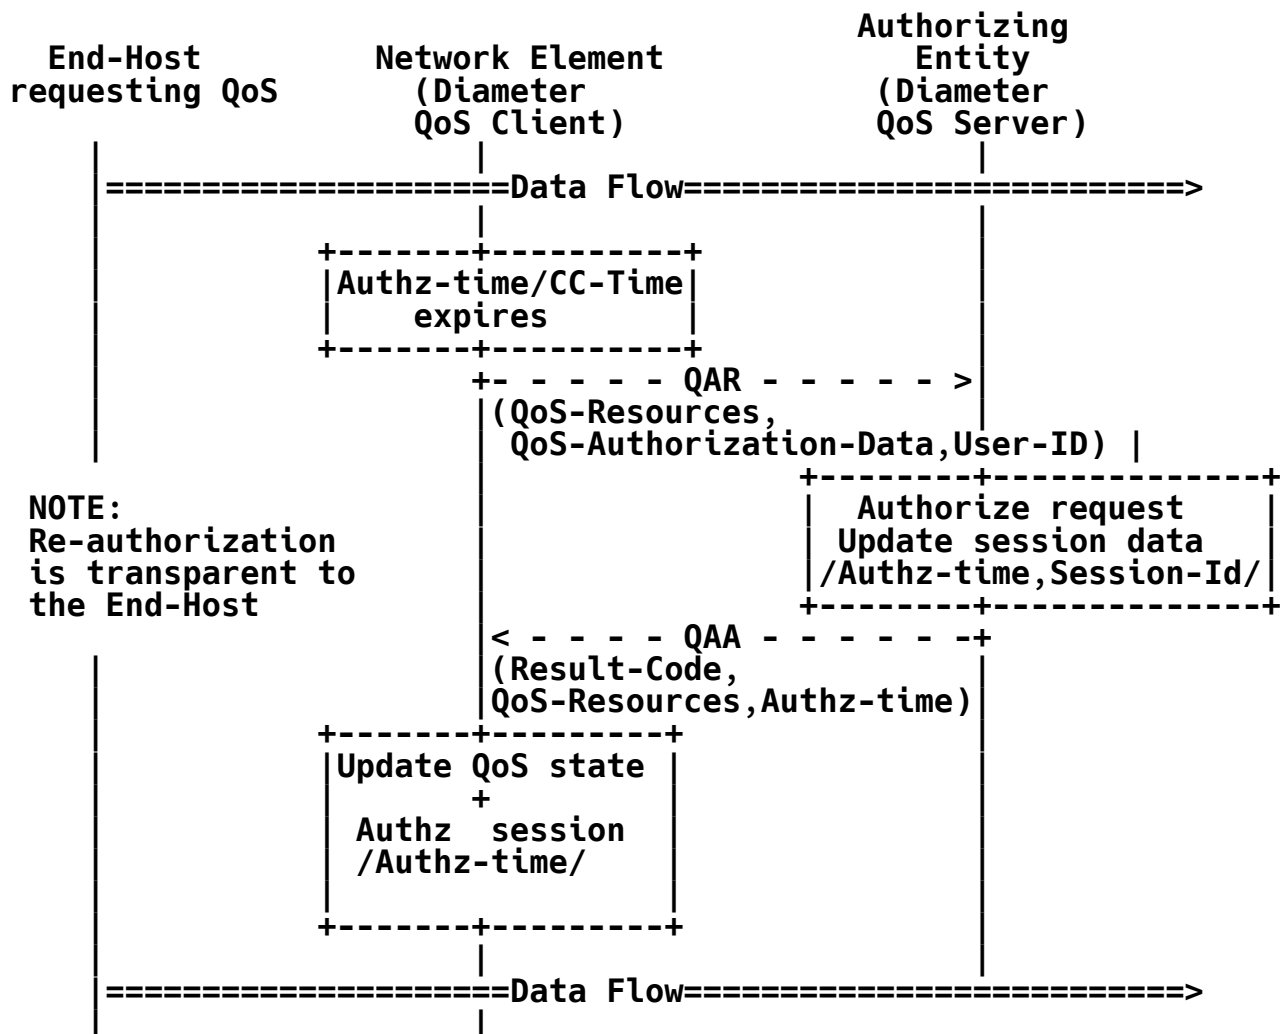 Authorizing
  End-Host         Network Element             Entity
requesting QoS       (Diameter               (Diameter
                     QoS Client)             QoS Server)
    |                   |                         |
    |=====================Data Flow==========================>
    |                   |                         |
    |           +-------+----------+              |
    |           |Authz-time/CC-Time|              |
    |           |    expires       |              |
    |           +-------+----------+              |
    |                   +- - - - - QAR - - - - - >|
    |                   |(QoS-Resources,          |
    |                   | QoS-Authorization-Data,User-ID) |
                        |                +--------+--------------+
 NOTE:                  |                |  Authorize request    |
 Re-authorization       |                | Update session data   |
 is transparent to      |                |/Authz-time,Session-Id/|
 the End-Host           |                +--------+--------------+
                        |< - - - - QAA - - - - - -+
    |                   |(Result-Code,            |
    |                   |QoS-Resources,Authz-time)|
    |           +-------+---------+               |
    |           |Update QoS state |               |
    |           |       +         |               |
    |           | Authz  session  |               |
    |           | /Authz-time/    |               |
    |           |                 |               |
    |           +-------+---------+               |
    |                   |                         |
    |=====================Data Flow==========================>
    |                   |